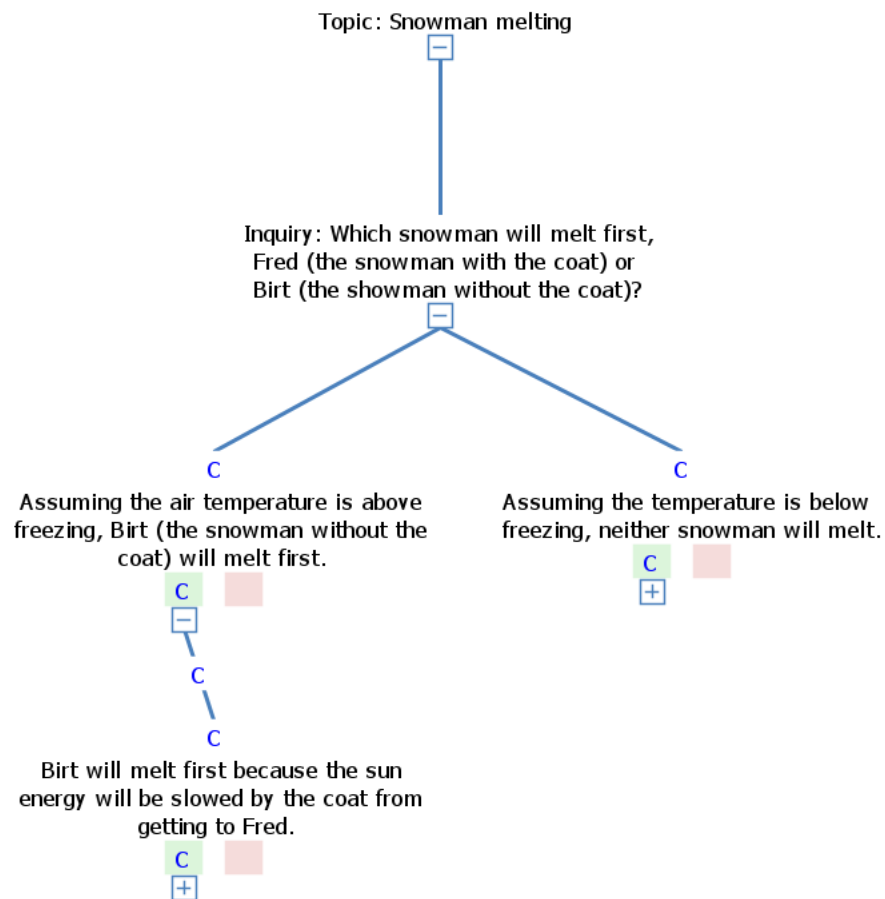 Topic: Snowman melting
Inquiry: Which snowman will melt first,
Fred (the snowman with the coat) or
Birt (the showman without the coat)?
C
C
Assuming the air temperature is above
freezing, Birt (the snowman without the
coat) will melt first.
Assuming the temperature is below
freezing, neither snowman will melt.
C
C
C
C
Birt will melt first because the sun
energy will be slowed by the coat from
getting to Fred.
C